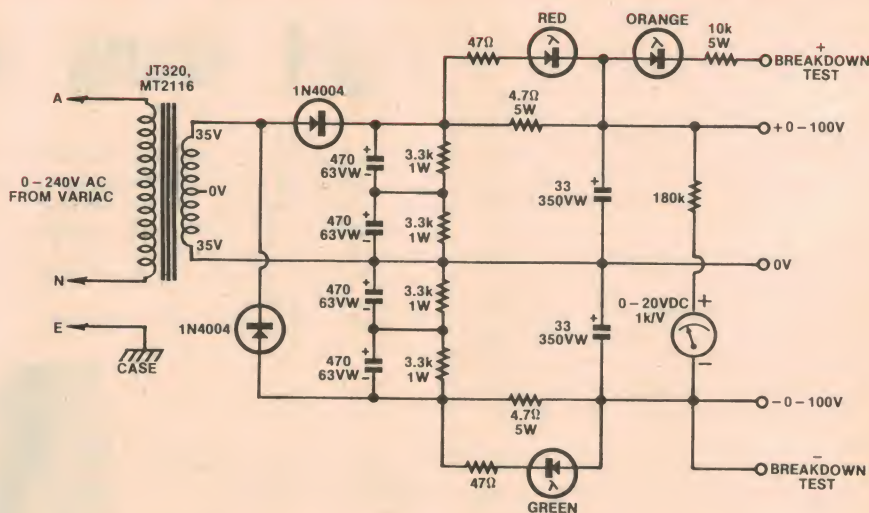 RED
ORANGE
10k
5W
+
BREAKDOWN
TEST
47Ω
λ
λ
JT320,
MT2116
1N4004
4.7Ω
5W
A
35V
+0–100V
470
63VW
+
–
3.3k
1W
+
33
350VW
180k
0–240V AC
FROM VARIAC
0V
470
63VW
+
–
3.3k
1W
35V
0V
N
470
63VW
+
–
3.3k
1W
+
33
350VW
0–20VDC
1k/V
+
–
E
1N4004
CASE
470
63VW
+
–
3.3k
1W
4.7Ω
5W
–0–100V
47Ω
λ
GREEN
–
BREAKDOWN
TEST